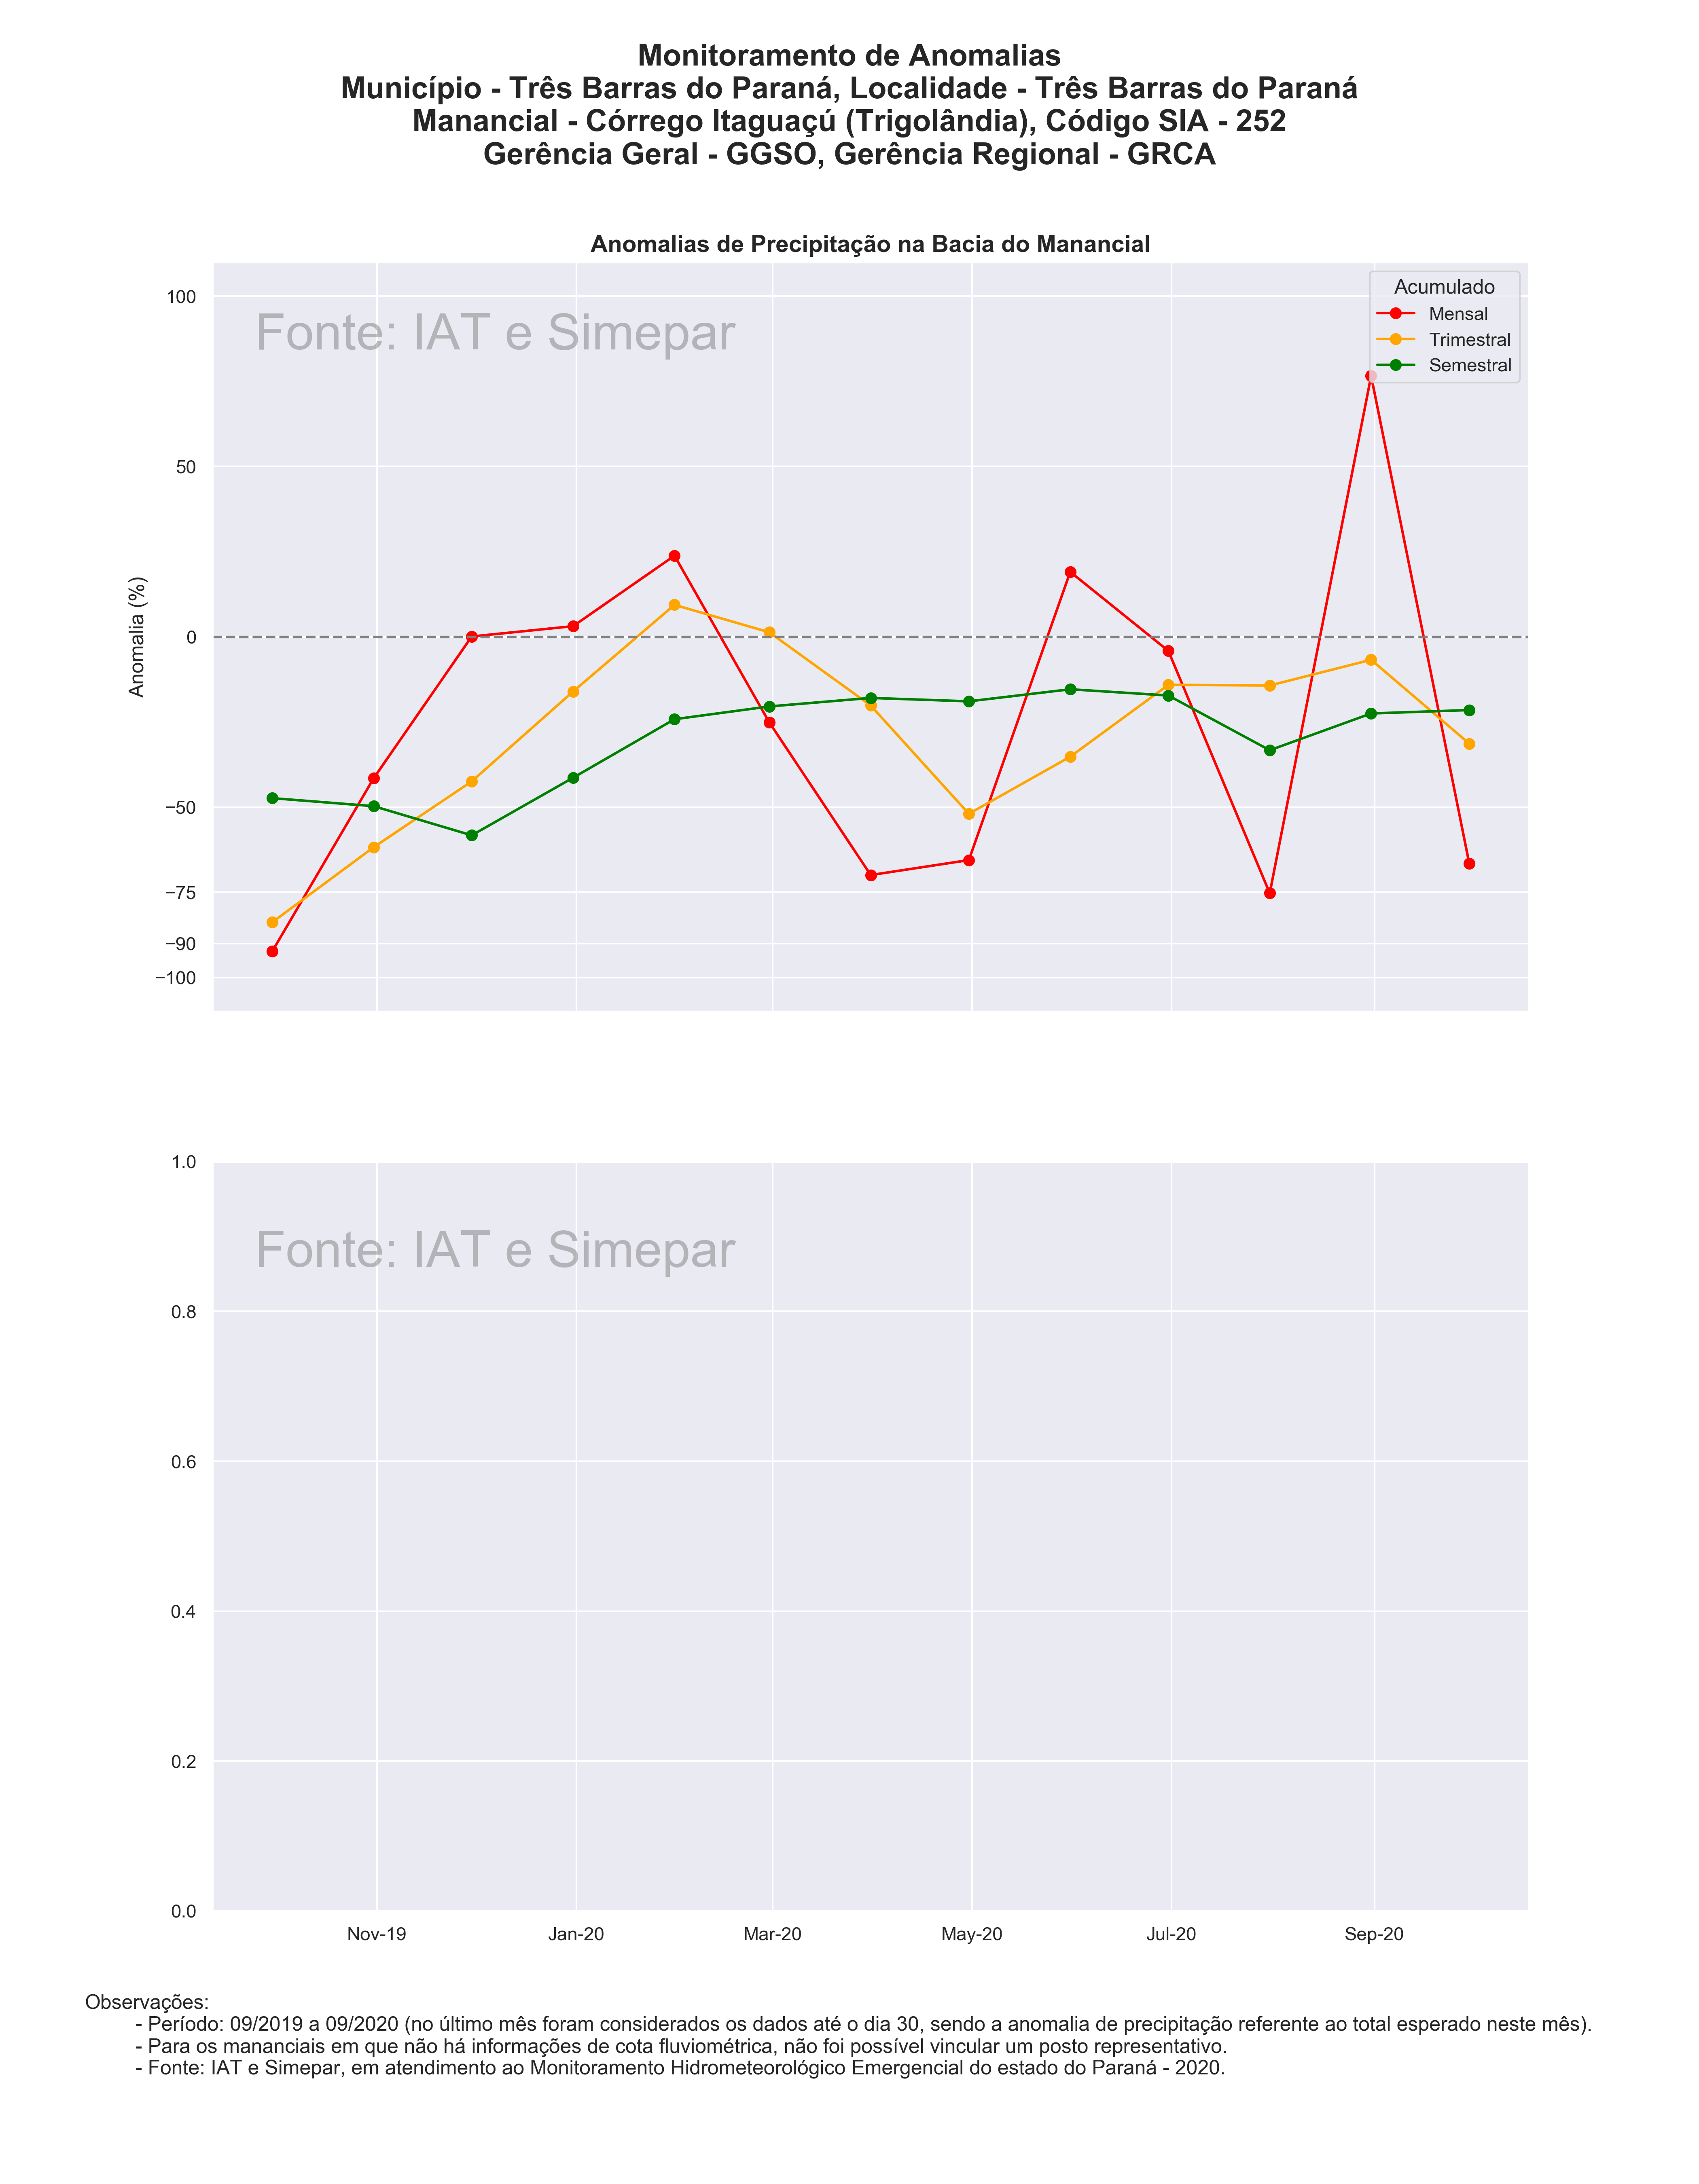 Monitoramento de Anomalias
Município - Três Barras do Paraná, Localidade - Três Barras do Paraná
Manancial - Córrego Itaguaçú (Trigolândia), Código SIA - 252
Gerência Geral - GGSO, Gerência Regional - GRCA
Anomalias de Precipitação na Bacia do Manancial
Fonte: IAT e Simepar
Acumulado
Mensal
Trimestral
Semestral
Anomalia (%)
100
50
0
−50
−75
−90
−100
Fonte: IAT e Simepar
1.0
0.8
0.6
0.4
0.2
0.0
Nov-19 Jan-20 Mar-20 May-20 Jul-20 Sep-20
Observações:
- Período: 09/2019 a 09/2020 (no último mês foram considerados os dados até o dia 30, sendo a anomalia de precipitação referente ao total esperado neste mês).
- Para os mananciais em que não há informações de cota fluviométrica, não foi possível vincular um posto representativo.
- Fonte: IAT e Simepar, em atendimento ao Monitoramento Hidrometeorológico Emergencial do estado do Paraná - 2020.